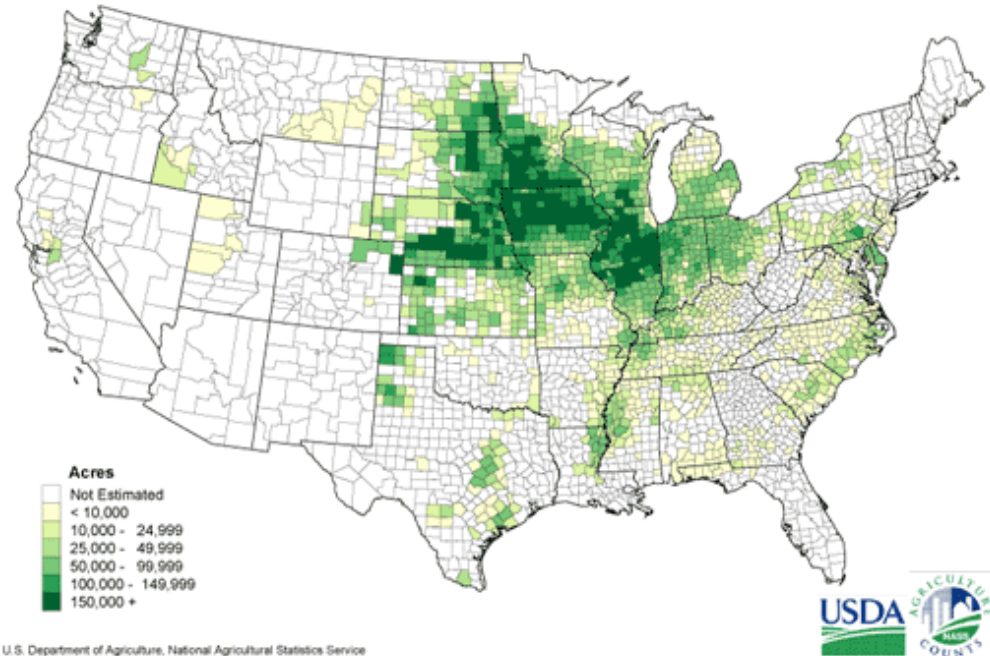 Acres
Not Estimated
< 10,000
10,000 - 24,999
25,000 - 49,999
50,000 - 99,999
100,000 - 149,999
150,000 +
U.S. Department of Agriculture, National Agricultural Statistics Service
USDA
AGRICULTURE
NASS
COUNTS